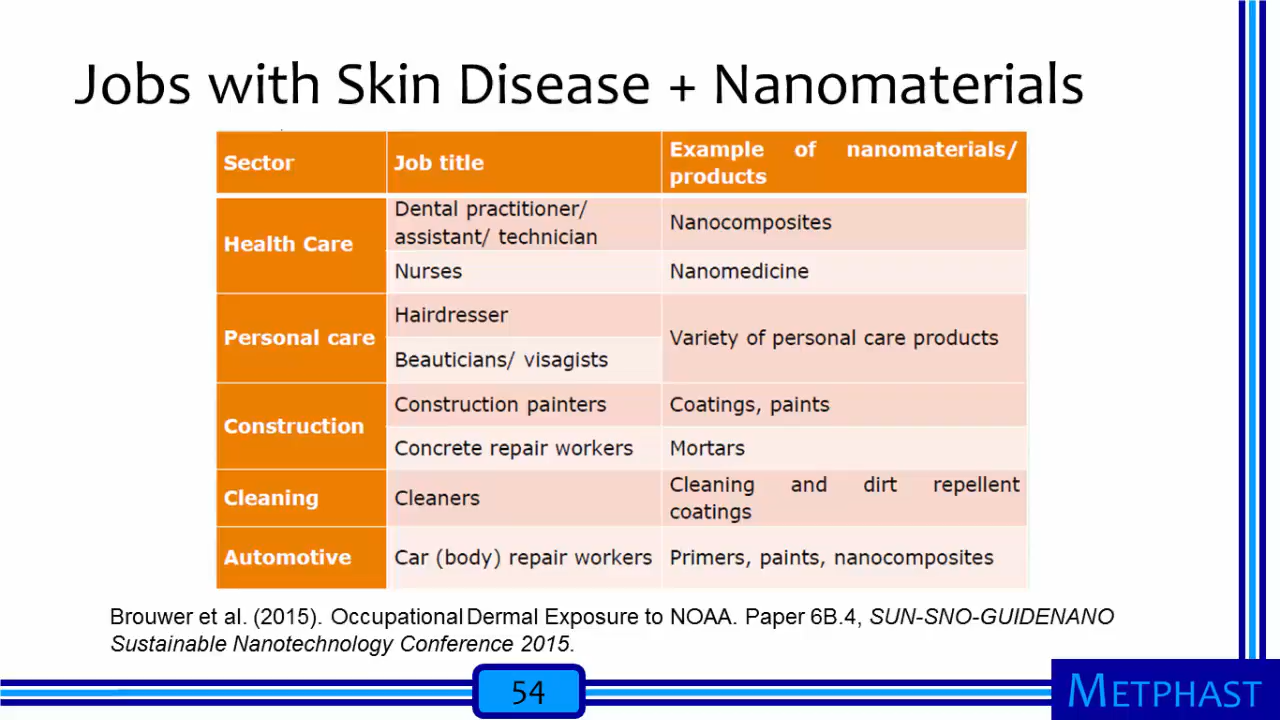 Jobs with Skin Disease + Nanomaterials
Sector
Job title
Example of nanomaterials/
products
Health Care
Dental practitioner/
assistant/ technician
Nanocomposites
Nurses
Nanomedicine
Personal care
Hairdresser
Variety of personal care products
Beauticians/ visagists
Construction
Construction painters
Coatings, paints
Concrete repair workers
Mortars
Cleaning
Cleaners
Cleaning and dirt repellent
coatings
Automotive
Car (body) repair workers
Primers, paints, nanocomposites
Brouwer et al. (2015). Occupational Dermal Exposure to NOAA. Paper 6B.4, SUN-SNO-GUIDENANO
Sustainable Nanotechnology Conference 2015.
54
METPHAST